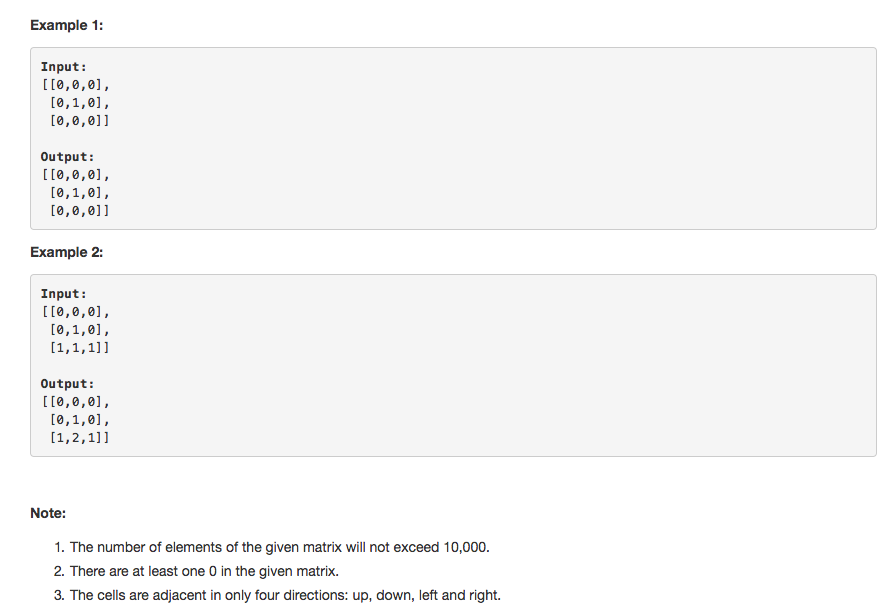 Example 1:
Input:
[[0,0,0],
 [0,1,0],
 [0,0,0]]
Output:
[[0,0,0],
 [0,1,0],
 [0,0,0]]
Example 2:
Input:
[[0,0,0],
 [0,1,0],
 [1,1,1]]
Output:
[[0,0,0],
 [0,1,0],
 [1,2,1]]
Note:
1. The number of elements of the given matrix will not exceed 10,000.
2. There are at least one 0 in the given matrix.
3. The cells are adjacent in only four directions: up, down, left and right.